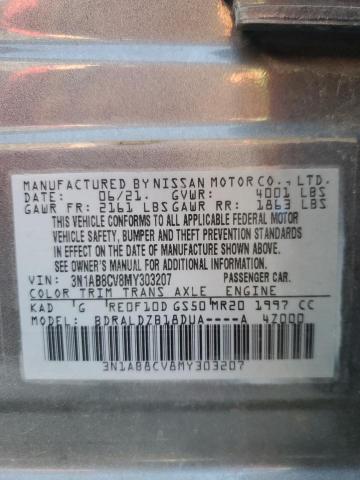 MANUFACTURED BY NISSAN MOTOR CO., LTD.
DATE: 06/21. GVWR: 4001 LBS
GAWR FR: 2161 LBS GAWR RR: 1863 LBS
THIS VEHICLE CONFORMS TO ALL APPLICABLE FEDERAL MOTOR
VEHICLE SAFETY, BUMPER AND THEFT PREVENTION STANDARDS
IN EFFECT ON THE DATE OF MANUFACTURE SHOWN ABOVE.
SEE OWNER'S MANUAL FOR ADDITIONAL INFORMATION.
VIN: 3N1AB8CV8MY303207 PASSENGER CAR.
COLOR TRIM TRANS AXLE ENGINE
KAD 'G RE0F10D GS50 MR20 1997 CC
MODEL: BDRALDZB18DUA----A 4Z000
3N1AB8CV8MY303207